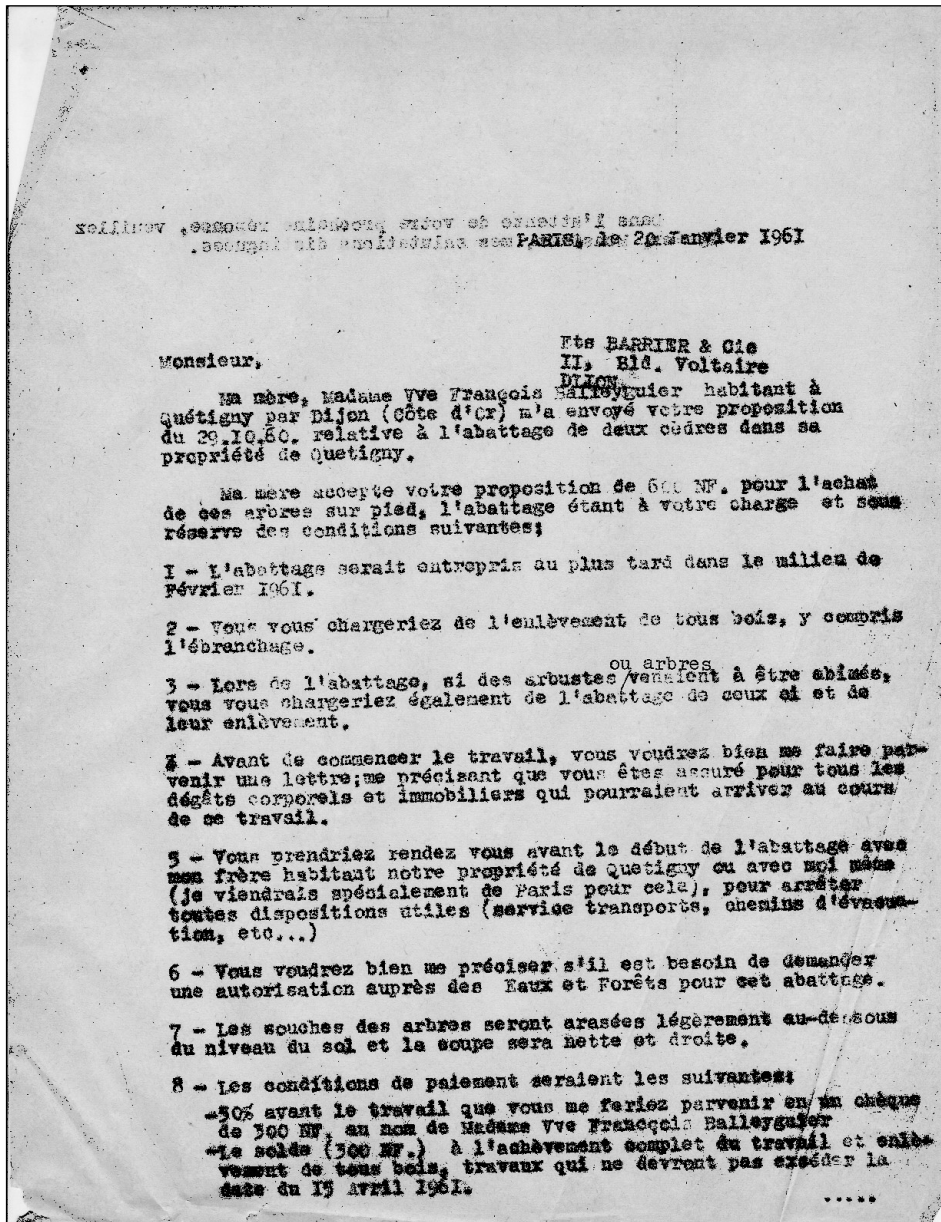 Dans l'attente de votre prochaine réponse, veuillez
mes salutations distinguées.
PARIS, le 20 Janvier 1961
Ets BARRIER & Cie
II, Bld. Voltaire
DIJON
Monsieur,
Ma mère, Madame Vve François Balleyguier habitant à
Quétigny par Dijon (Côte d'Or) m'a envoyé votre proposition
du 29.10.60. relative à l'abattage de deux cèdres dans sa
propriété de Quetigny.
Ma mère accepte votre proposition de 600 NF. pour l'achat
de ces arbres sur pied, l'abattage étant à votre charge et sous
réserve des conditions suivantes;
I - L'abattage serait entrepris au plus tard dans le milieu de
Février 1961.
2 - Vous vous chargeriez de l'enlèvement de tous bois, y compris
l'ébranchage.
ou arbres
3 - Lors de l'abattage, si des arbustes/venaient à être abimés,
vous vous chargeriez également de l'abattage de ceux ci et de
leur enlèvement.
4 - Avant de commencer le travail, vous voudrez bien me faire par-
venir une lettre;me précisant que vous êtes assuré pour tous les
dégâts corporels et immobiliers qui pourraient arriver au cours
de ce travail.
5 - Vous prendriez rendez vous avant le début de l'abattage avec
mon frère habitant notre propriété de Quetigny ou avec moi même
(je viendrais spécialement de Paris pour cela), pour arrêter
toutes dispositions utiles (service transports, chemins d'évacua-
tion, etc...)
6 - Vous voudrez bien me préciser s'il est besoin de demander
une autorisation auprès des Eaux et Forêts pour cet abattage.
7 - Les souches des arbres seront arasées légèrement au-dessous
du niveau du sol et la coupe sera nette et droite.
8 - Les conditions de paiement seraient les suivantes:
-50% avant le travail que vous me feriez parvenir en un chèque
de 300 NF. au nom de Madame Vve Francçois Balleyguier
-Le solde (300 NF.) à l'achèvement complet du travail et enlè-
vement de tous bois, travaux qui ne devront pas exséder la
date du 15 Avril 1961.
.....